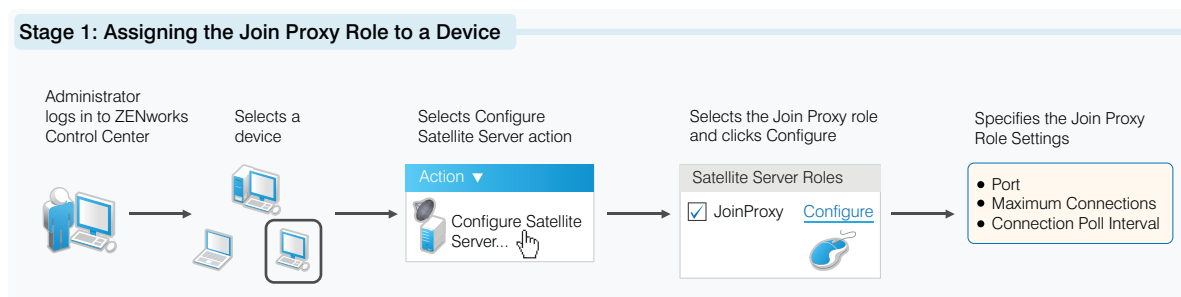 Stage 1: Assigning the Join Proxy Role to a Device
Administrator
logs in to ZENworks
Control Center
Selects a
device
Selects Configure
Satellite Server action
Action
Configure Satellite
Server...
Selects the Join Proxy role
and clicks Configure
Satellite Server Roles
JoinProxy Configure
Specifies the Join Proxy
Role Settings
• Port
• Maximum Connections
• Connection Poll Interval